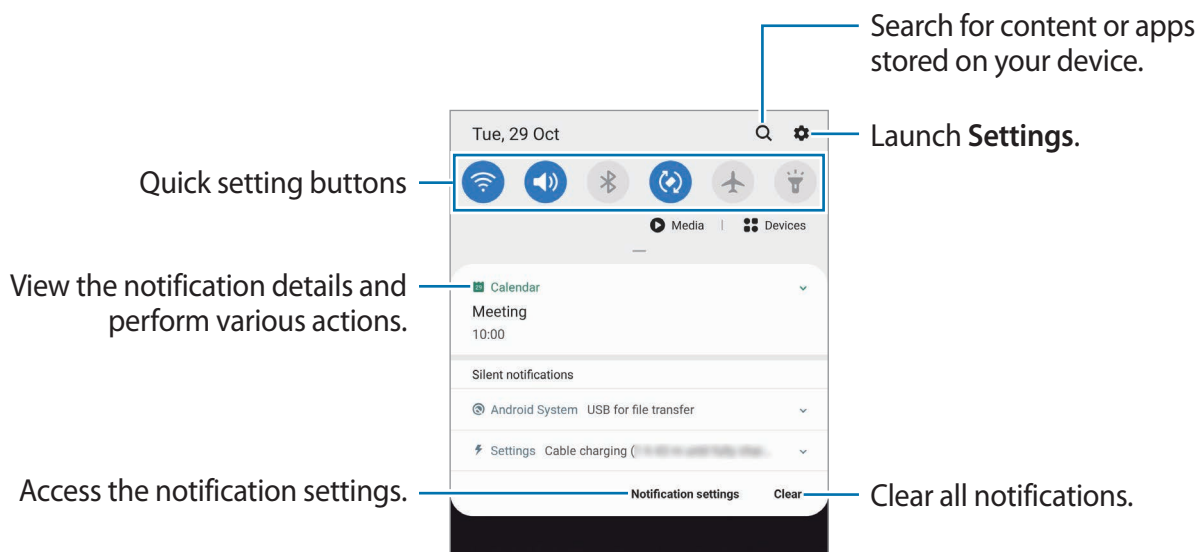 Search for content or apps
stored on your device.
Tue, 29 Oct
Launch Settings.
Quick setting buttons
Media | Devices
View the notification details and
perform various actions.
Calendar
Meeting
10:00
Silent notifications
Android System USB for file transfer
Settings Cable charging (
Access the notification settings.
Notification settings Clear
Clear all notifications.